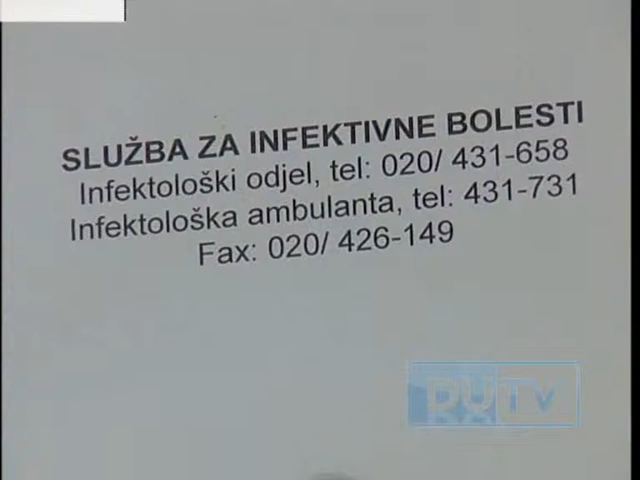 SLUŽBA ZA INFEKTIVNE BOLESTI
Infektološki odjel, tel: 020/ 431-658
Infektološka ambulanta, tel: 431-731
Fax: 020/ 426-149
DUTV